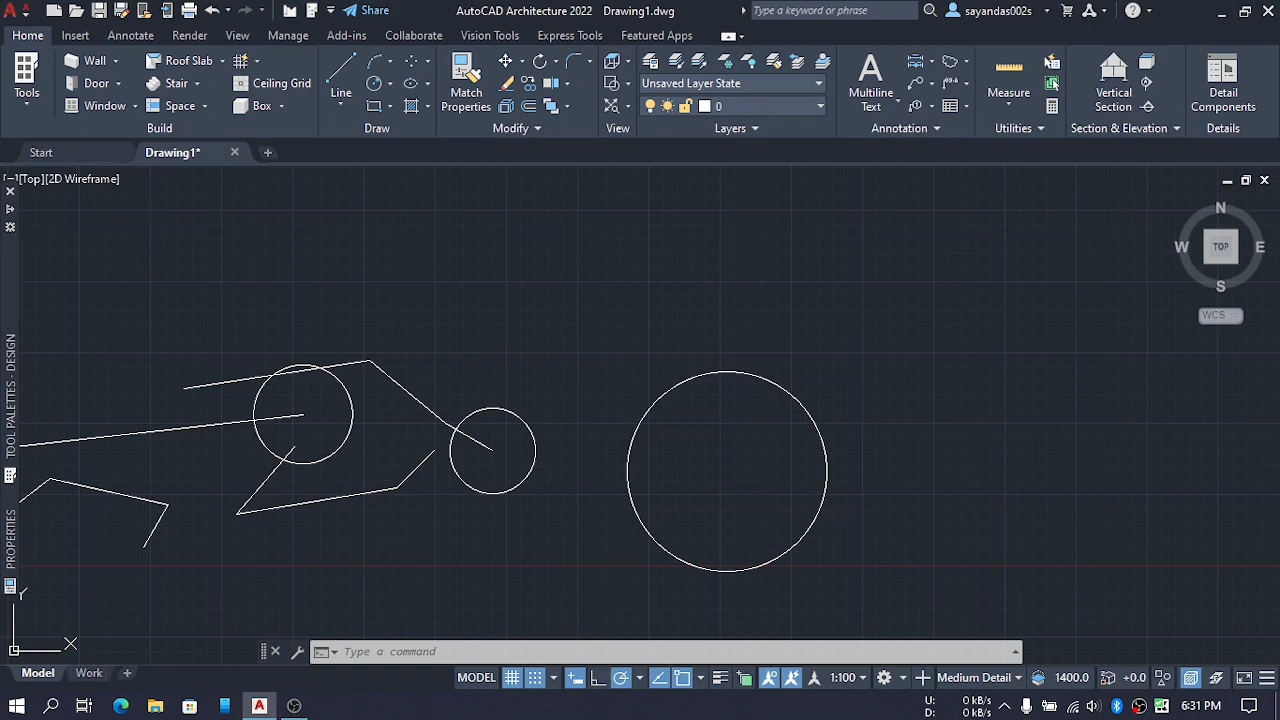 Share AutoCAD Architecture 2022 Drawing1.dwg Type a keyword or phrase sayandas002s
Home Insert Annotate Render View Manage Add-ins Collaborate Vision Tools Express Tools Featured Apps
Tools
Wall
Door
Window
Roof Slab
Stair
Space
Ceiling Grid
Box
Build
Line
Draw
Match
Properties
Modify
View
Unsaved Layer State
0
Layers
Multiline
Text
Annotation
Measure
Utilities
Vertical
Section
Section & Elevation
Detail
Components
Details
Start Drawing1*
[−][Top][2D Wireframe]
N
W TOP E
S
WCS
TOOL PALETTES - DESIGN
PROPERTIES
Y
X
Type a command
Model Work
MODEL 1:100 Medium Detail 1400.0 +0.0
U: 0 kB/s
D: 0 kB/s
6:31 PM